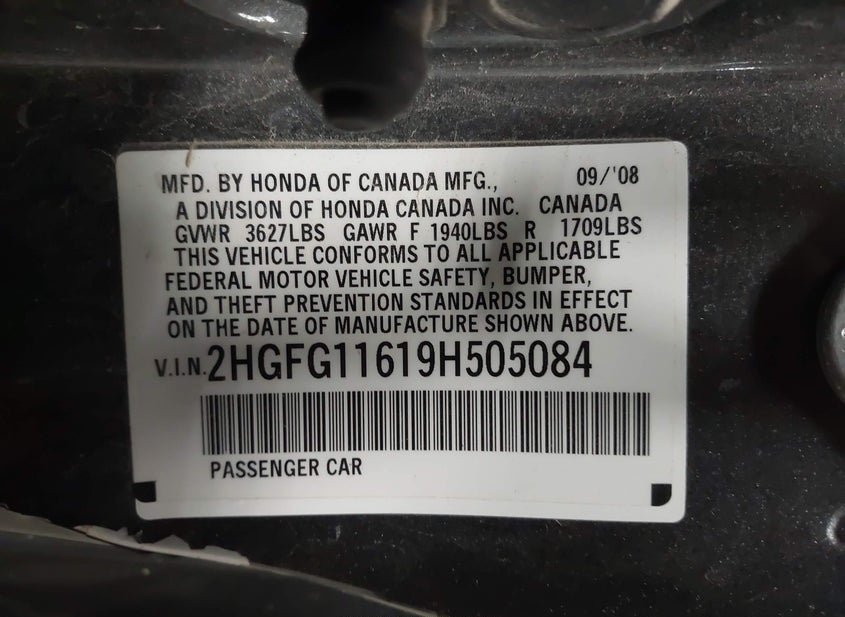 MFD. BY HONDA OF CANADA MFG., 09/'08
A DIVISION OF HONDA CANADA INC. CANADA
GVWR 3627LBS GAWR F 1940LBS R 1709LBS
THIS VEHICLE CONFORMS TO ALL APPLICABLE
FEDERAL MOTOR VEHICLE SAFETY, BUMPER,
AND THEFT PREVENTION STANDARDS IN EFFECT
ON THE DATE OF MANUFACTURE SHOWN ABOVE.
V.I.N. 2HGFG11619H505084
PASSENGER CAR